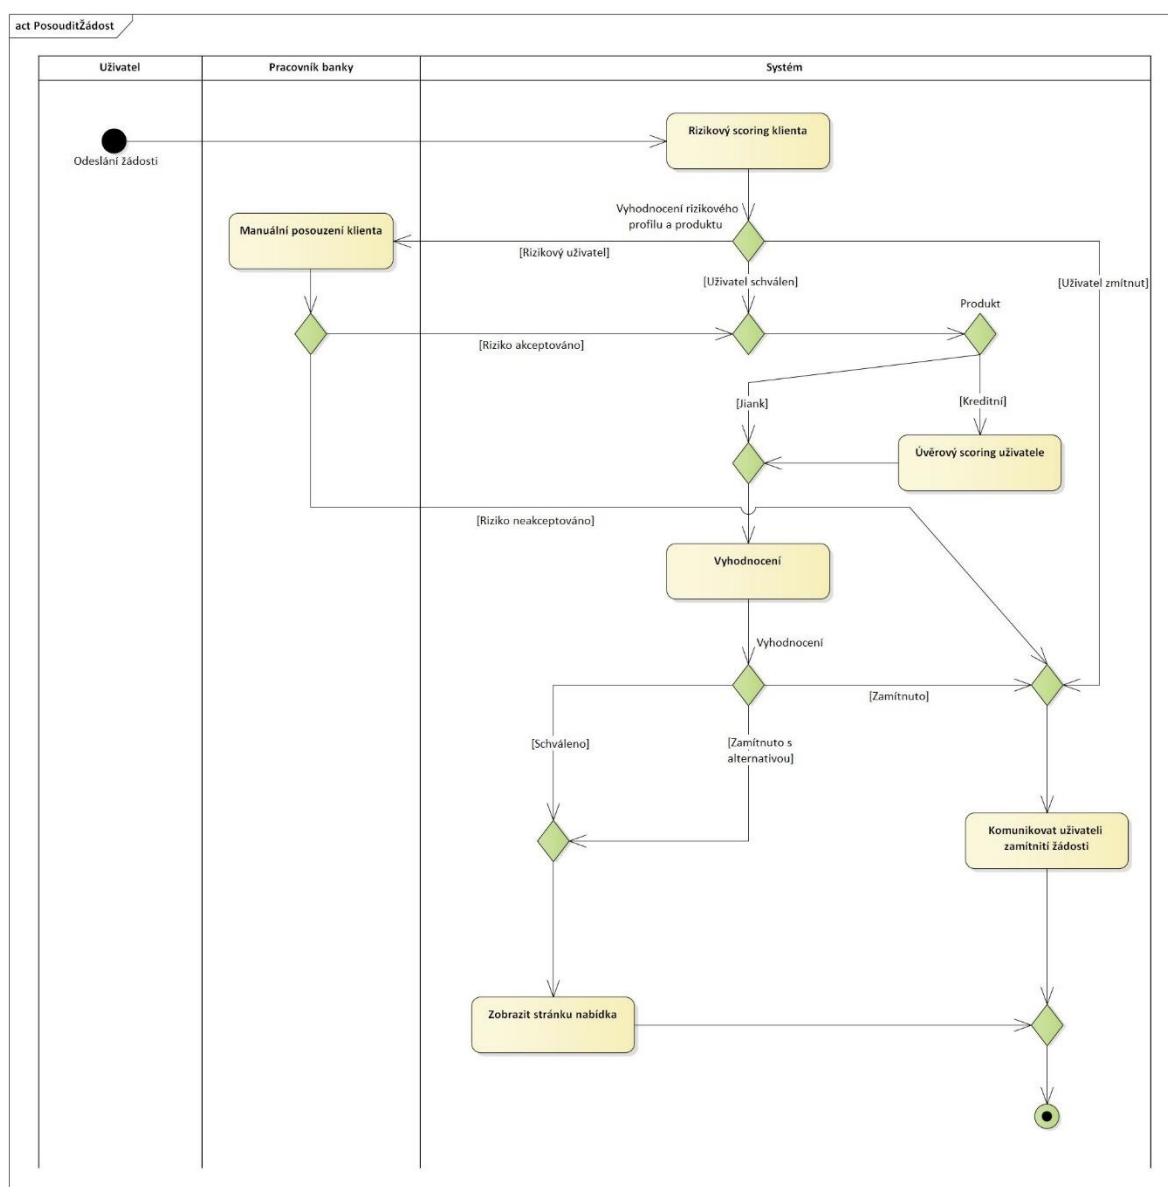 act PosouditŽádost
Uživatel
Pracovník banky
Systém
Rizikový scoring klienta
Odeslání žádosti
Vyhodnocení rizikového
profilu a produktu
Manuální posouzení klienta
[Rizikový uživatel]
[Uživatel schválen]
[Uživatel zmítnut]
Produkt
[Riziko akceptováno]
[Jiank]
[Kreditní]
Úvěrový scoring uživatele
[Riziko neakceptováno]
Vyhodnocení
Vyhodnocení
[Zamítnuto]
[Schváleno]
[Zamítnuto s
alternativou]
Komunikovat uživateli
zamítnití žádosti
Zobrazit stránku nabídka